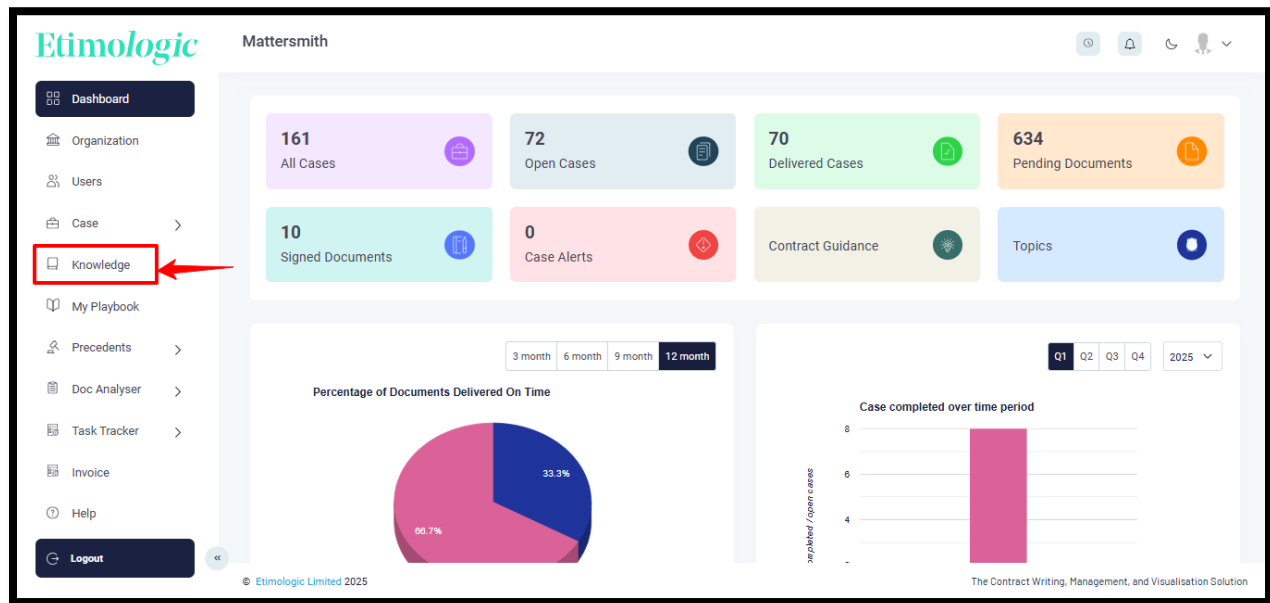 Etimologic
Mattersmith
Dashboard
Organization
Users
Case
Knowledge
My Playbook
Precedents
Doc Analyser
Task Tracker
Invoice
Help
Logout
«
161
All Cases
72
Open Cases
70
Delivered Cases
634
Pending Documents
10
Signed Documents
0
Case Alerts
Contract Guidance
Topics
3 month 6 month 9 month 12 month
Percentage of Documents Delivered On Time
33.3%
66.7%
Q1 Q2 Q3 Q4 2025
Case completed over time period
8
6
4
/ open cases
© Etimologic Limited 2025
The Contract Writing, Management, and Visualisation Solution